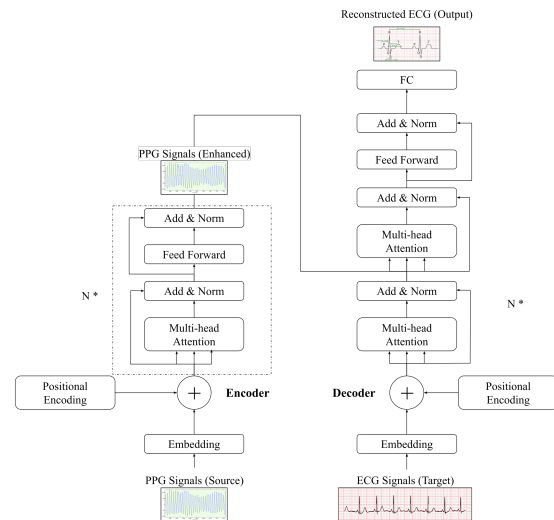 Reconstructed ECG (Output)
FC
Add & Norm
Feed Forward
Add & Norm
Multi-head
Attention
Add & Norm
Multi-head
Attention
N *
PPG Signals (Enhanced)
Add & Norm
Feed Forward
Add & Norm
Multi-head
Attention
N *
Positional
Encoding
+
Encoder
Decoder
+
Positional
Encoding
Embedding
Embedding
PPG Signals (Source)
ECG Signals (Target)